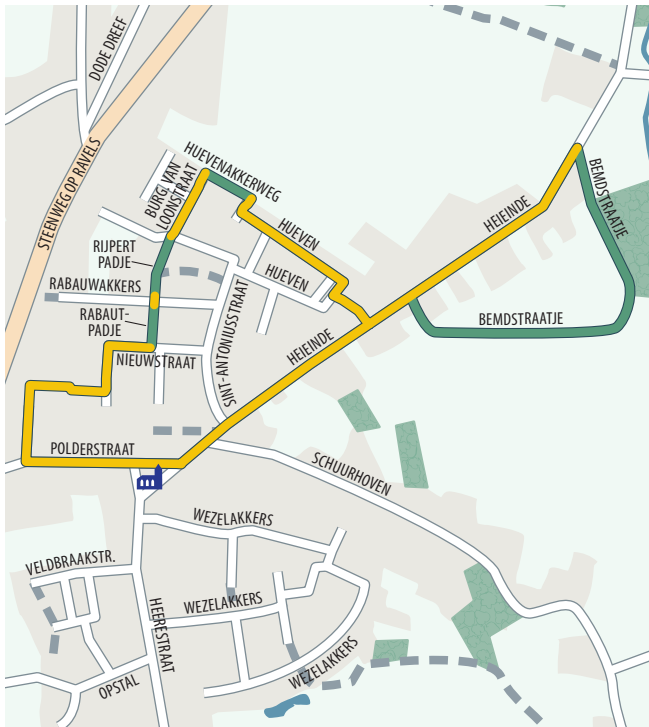 DODE DREEF
STEENWEG OP RAVELS
BURG. VAN
LOONSTRAAT
HUEVENAKKERWEG
BEMDSTRAATJE
HEIEINDE
HUEVEN
RIJPERT
PADJE
HUEVEN
RABAUWAKKERS
RABAUT-
PADJE
BEMDSTRAATJE
HEIEINDE
SINT-ANTONIUSSTRAAT
NIEUWSTRAAT
POLDERSTRAAT
SCHUURHOVEN
WEZELAKKERS
VELDBRAAKSTR.
WEZELAKKERS
HEERESTRAAT
WEZELAKKERS
OPSTAL